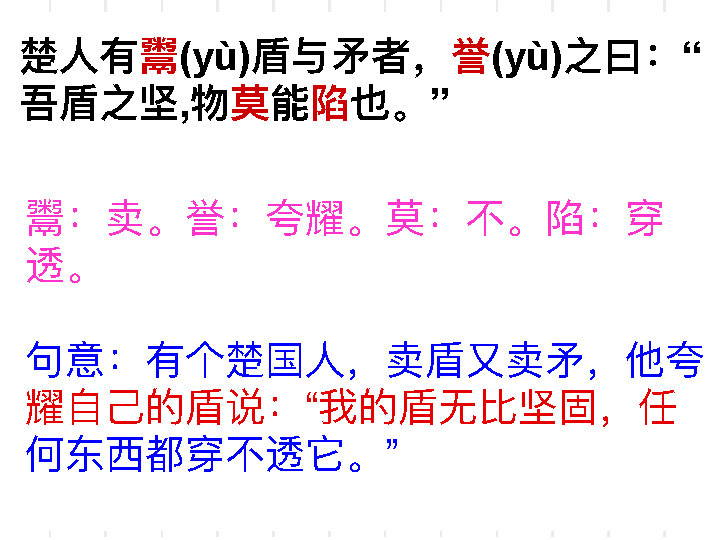 楚人有鬻(yù)盾与矛者，誉(yù)之曰：“
吾盾之坚,物莫能陷也。”
鬻：卖。誉：夸耀。莫：不。陷：穿
透。
句意：有个楚国人，卖盾又卖矛，他夸
耀自己的盾说：“我的盾无比坚固，任
何东西都穿不透它。”